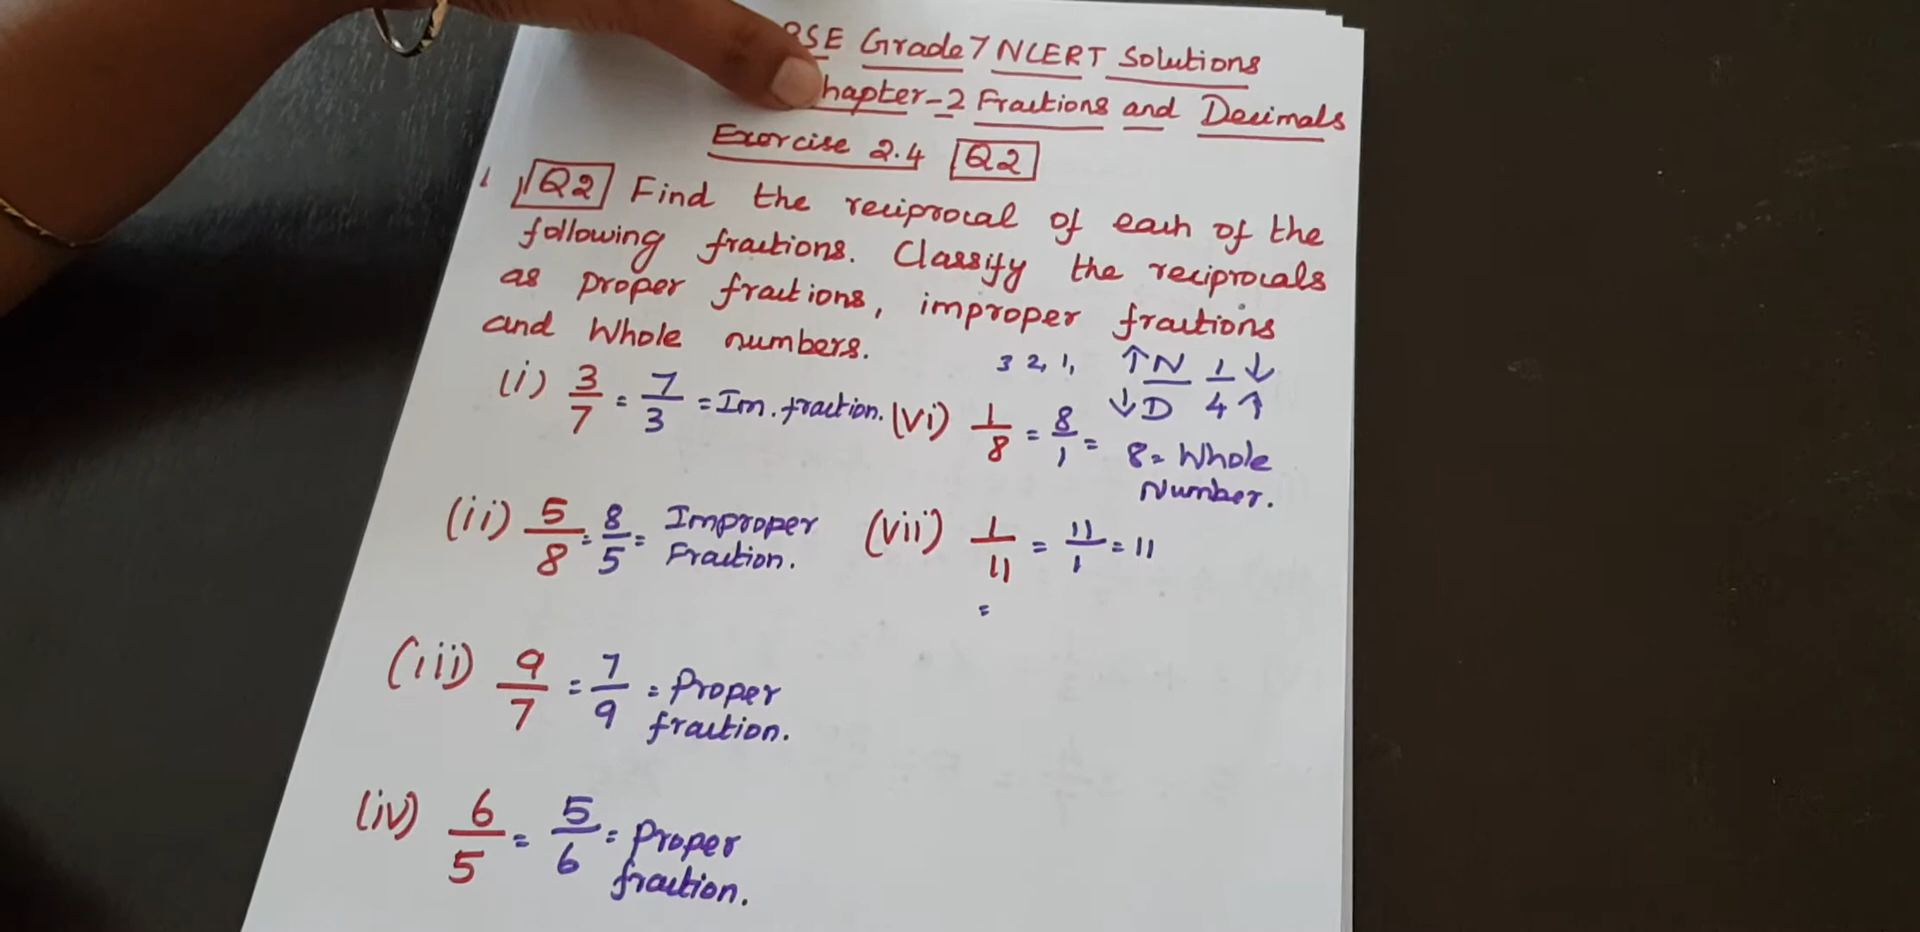 BSE Grade 7 NCERT Solutions
Chapter-2 Fractions and Decimals
Exercise 2.4 Q2
Q2 Find the reciprocal of each of the
following fractions. Classify the reciprocals
as proper fractions, improper fractions
and Whole numbers.
3 2, 1, ↑N/↓D 1↓/4↑
(i) 3/7 = 7/3 = Im. fraction.
(ii) 5/8 = 8/5 = Improper
Fraction.
(iii) 9/7 = 7/9 = Proper
fraction.
(iv) 6/5 = 5/6 = Proper
fraction.
(vi) 1/8 = 8/1 = 8 = Whole
Number.
(vii) 1/11 = 11/1 = 11
=